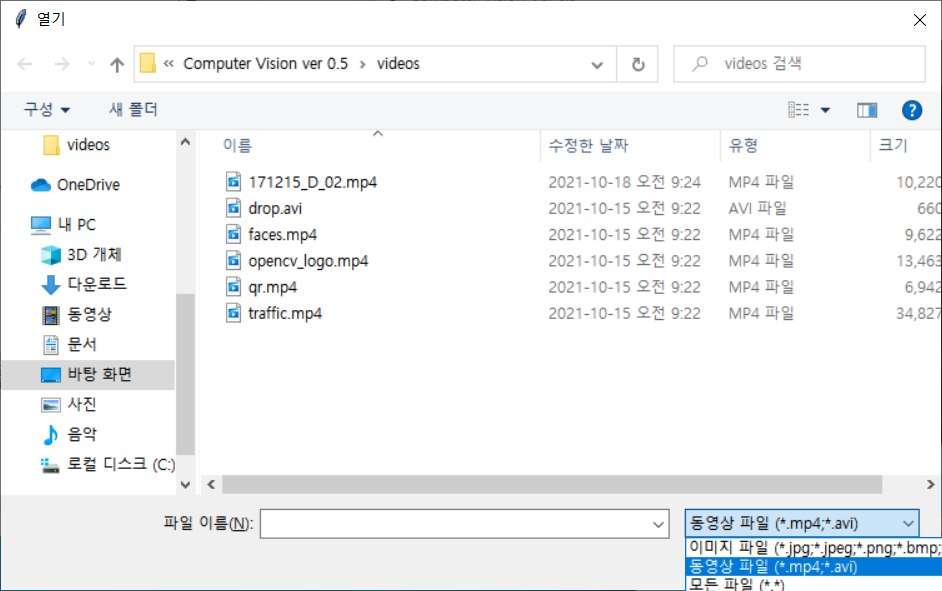 열기
« Computer Vision ver 0.5 › videos
videos 검색
구성
새 폴더
videos
OneDrive
내 PC
3D 개체
다운로드
동영상
문서
바탕 화면
사진
음악
로컬 디스크 (C:)
이름 수정한 날짜 유형 크기
171215_D_02.mp4 2021-10-18 오전 9:24 MP4 파일 10,220
drop.avi 2021-10-15 오전 9:22 AVI 파일 660
faces.mp4 2021-10-15 오전 9:22 MP4 파일 9,622
opencv_logo.mp4 2021-10-15 오전 9:22 MP4 파일 13,463
qr.mp4 2021-10-15 오전 9:22 MP4 파일 6,942
traffic.mp4 2021-10-15 오전 9:22 MP4 파일 34,827
파일 이름(N):
동영상 파일 (*.mp4;*.avi)
이미지 파일 (*.jpg;*.jpeg;*.png;*.bmp;
동영상 파일 (*.mp4;*.avi)
모든 파일 (*.*)